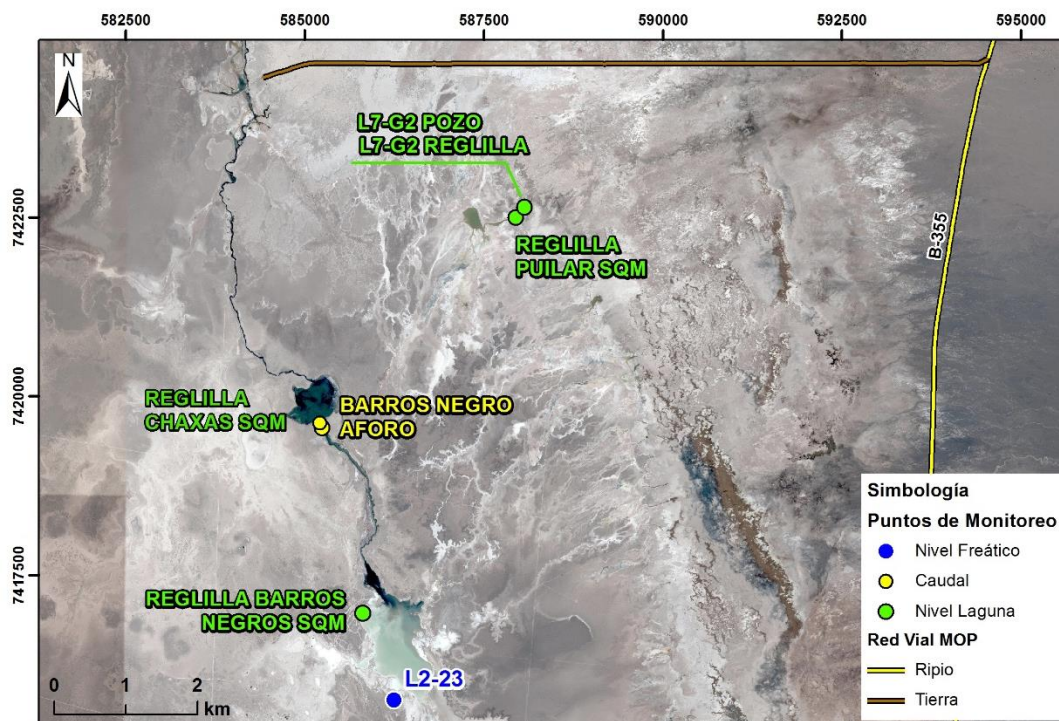 582500
585000
587500
590000
592500
595000
N
L7-G2 POZO
L7-G2 REGLILLA
7422500
REGLILLA
PUILAR SQM
B-355
7420000
REGLILLA
CHAXAS SQM
BARROS NEGRO
AFORO
7417500
REGLILLA BARROS
NEGROS SQM
L2-23
0 1 2
km
Simbología
Puntos de Monitoreo
Nivel Freático
Caudal
Nivel Laguna
Red Vial MOP
Ripio
Tierra